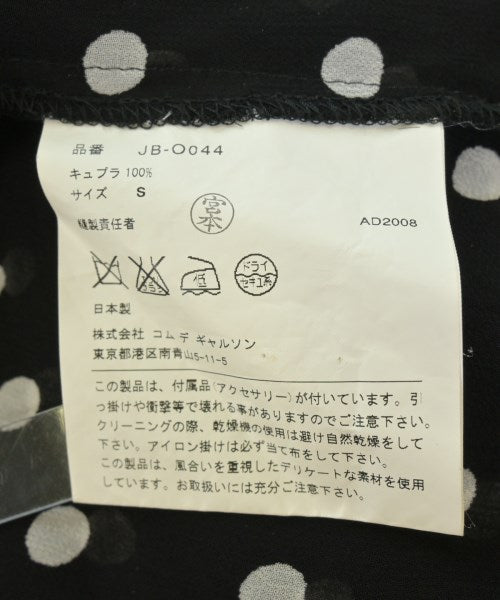 品番 JB-O044
キュプラ 100%
サイズ S
縫製責任者 宮本 AD2008
低 ドライ セキユ系
日本製
株式会社 コム デ ギャルソン
東京都港区南青山5-11-5
この製品は、付属品(アクセサリー)が付いています。引
っ掛けや衝撃等で壊れる事がありますのでご注意下さい。
クリーニングの際、乾燥機の使用は避け自然乾燥をして
下さい。アイロン掛けは必ず当て布をして下さい。
この製品は、風合いを重視したデリケートな素材を使用
しています。お取扱いには充分ご注意下さい。